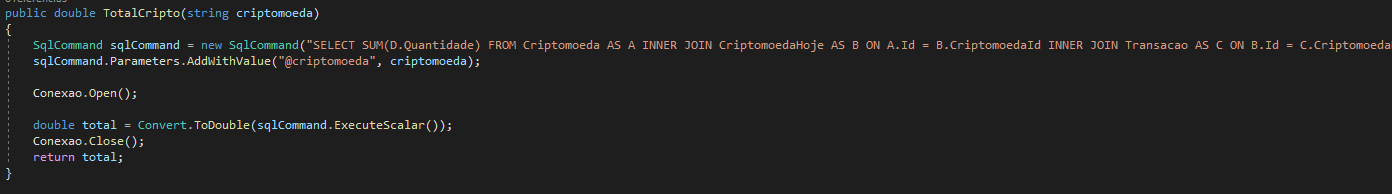 public double TotalCripto(string criptomoeda)
{
SqlCommand sqlCommand = new SqlCommand("SELECT SUM(D.Quantidade) FROM Criptomoeda AS A INNER JOIN CriptomoedaHoje AS B ON A.Id = B.CriptomoedaId INNER JOIN Transacao AS C ON B.Id = C.Criptomoeda
sqlCommand.Parameters.AddWithValue("@criptomoeda", criptomoeda);
Conexao.Open();
double total = Convert.ToDouble(sqlCommand.ExecuteScalar());
Conexao.Close();
return total;
}